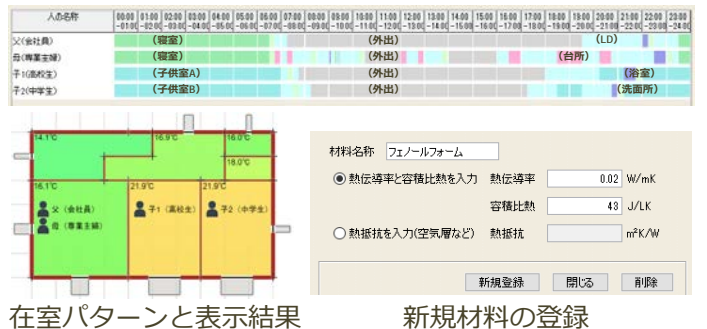 人の名称 00:00 01:00 02:00 03:00 04:00 05:00 06:00 07:00 08:00 09:00 10:00 11:00 12:00 13:00 14:00 15:00 16:00 17:00 18:00 19:00 20:00 21:00 22:00 23:00
-01:00 -02:00 -03:00 -04:00 -05:00 -06:00 -07:00 -08:00 -09:00 -10:00 -11:00 -12:00 -13:00 -14:00 -15:00 -16:00 -17:00 -18:00 -19:00 -20:00 -21:00 -22:00 -23:00 -24:00
父(会社員) (寝室) (外出) (LD)
母(専業主婦) (寝室) (外出) (台所)
子1(高校生) (子供室A) (浴室)
子2(中学生) (子供室B) (外出) (洗面所)
14.1℃ 16.9℃ 16.0℃
18.0℃
16.1℃ 21.9℃ 21.9℃
父（会社員） 子1（高校生） 子2（中学生）
母（専業主婦）
材料名称 フェノールフォーム
熱伝導率と容積比熱を入力 熱伝導率 0.02 W/mK
容積比熱 43 J/LK
熱抵抗を入力(空気層など) 熱抵抗 m²K/W
新規登録 閉じる 削除
在室パターンと表示結果 新規材料の登録